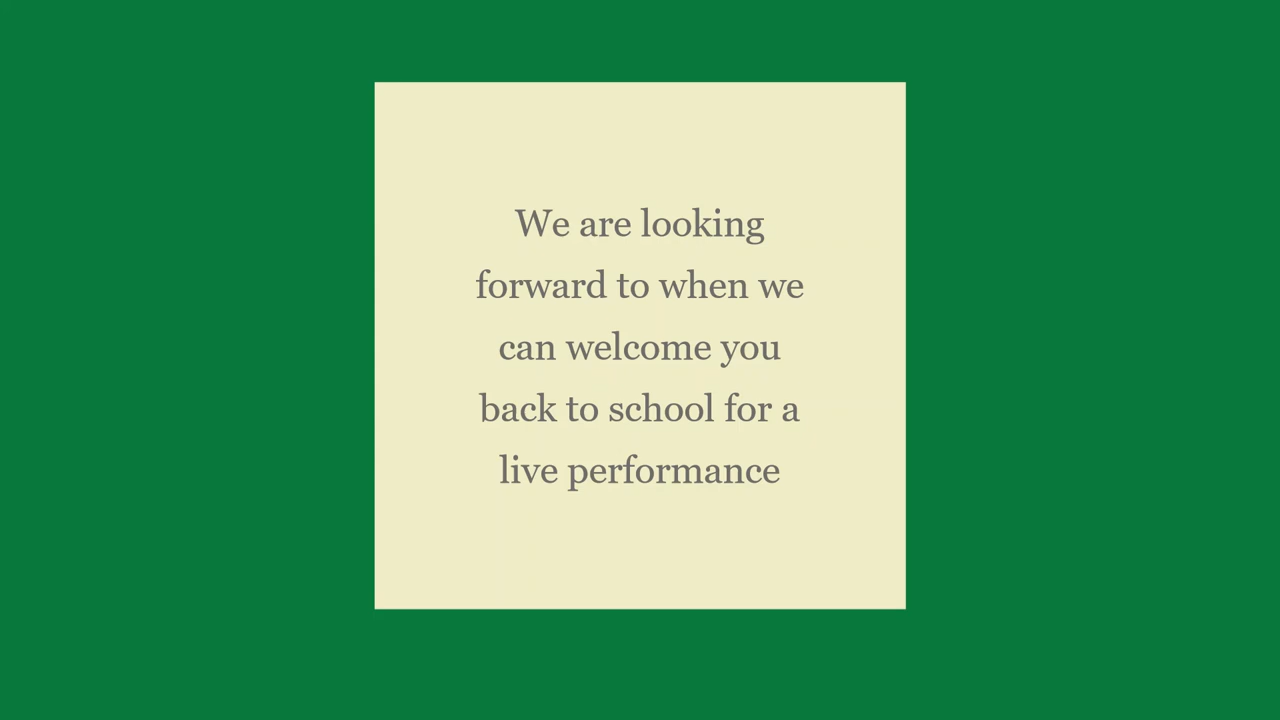 We are looking
forward to when we
can welcome you
back to school for a
live performance